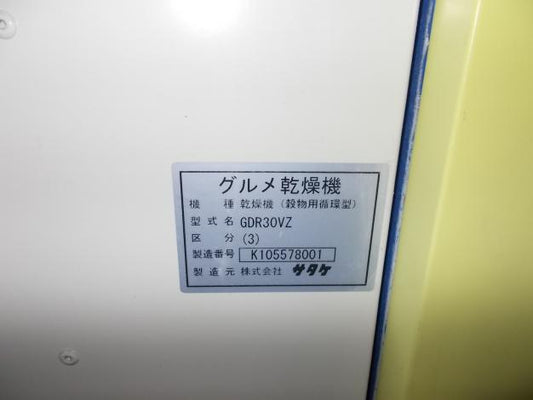 グルメ乾燥機
機種 乾燥機(穀物用循環型)
型式名 GDR30VZ
区分 (3)
製造番号 K105578001
製造元 株式会社 サタケ